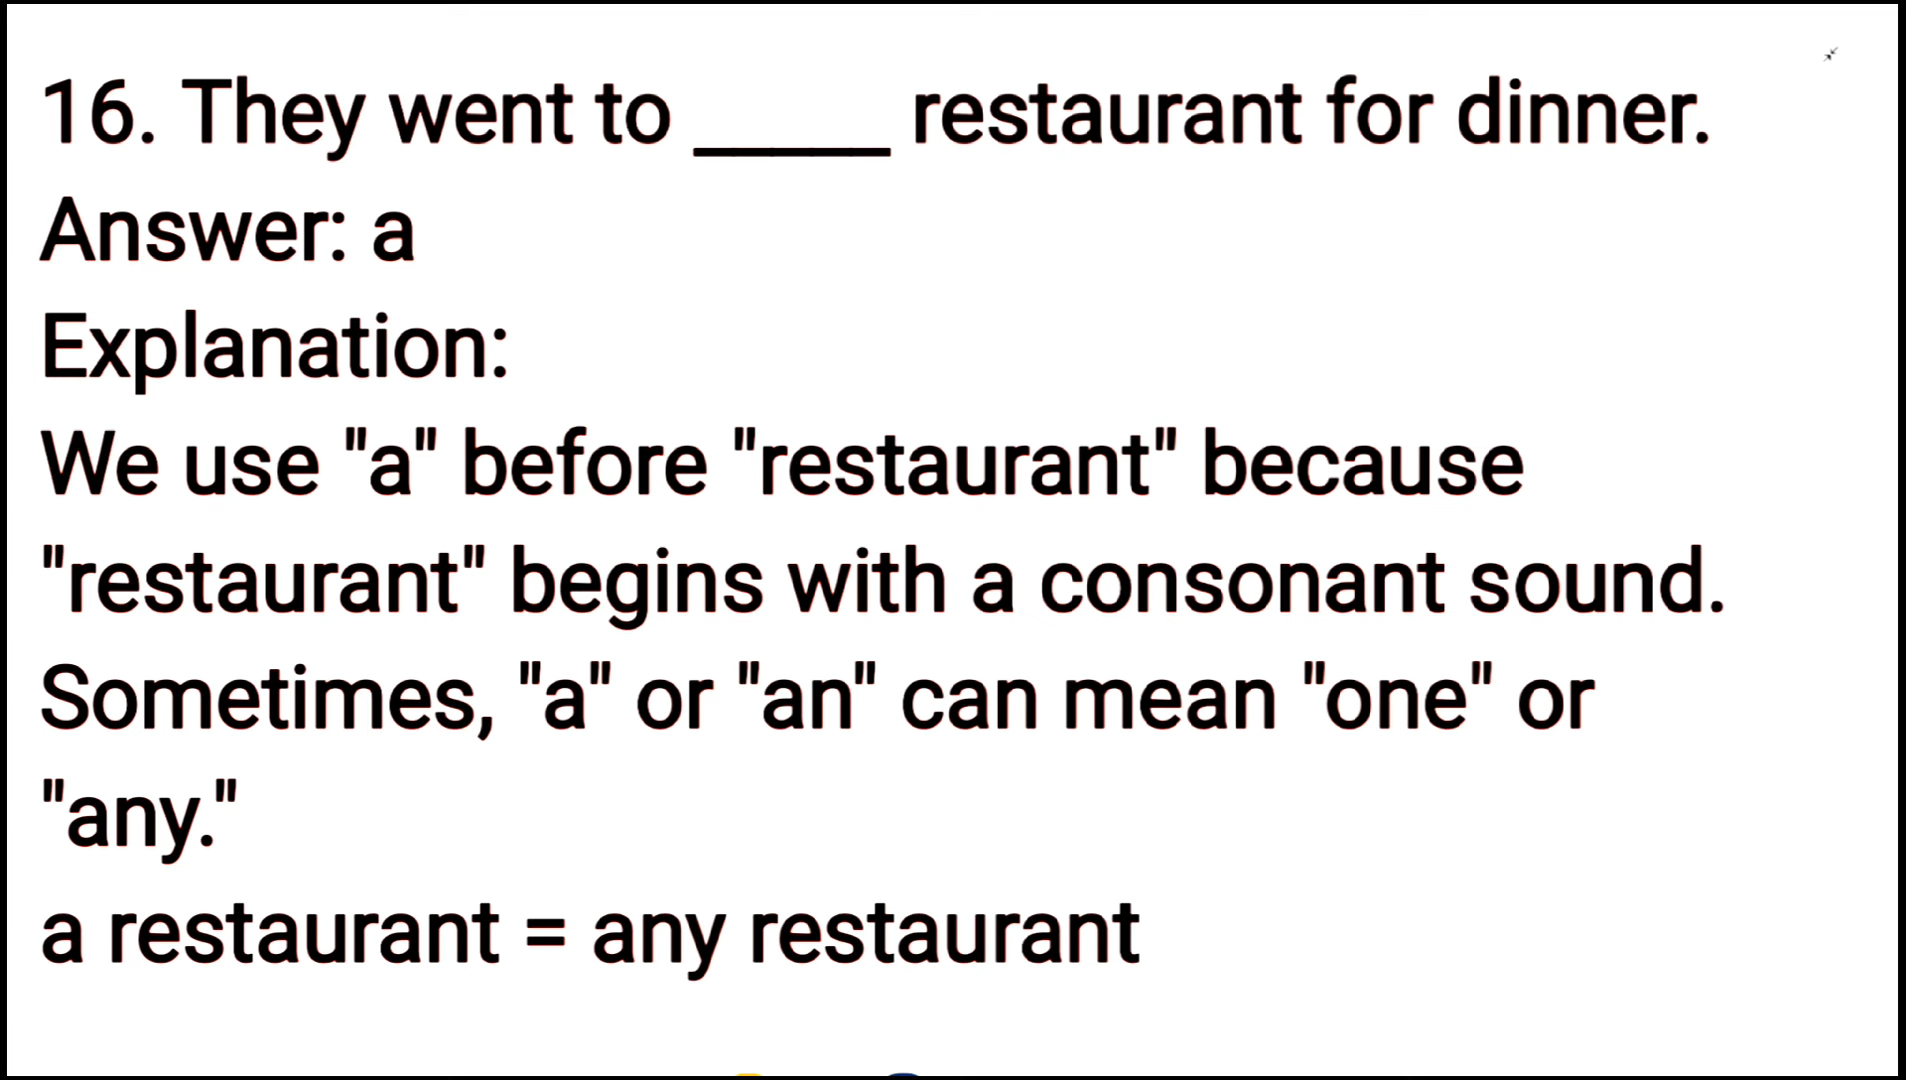 16. They went to _____ restaurant for dinner.
Answer: a
Explanation:
We use "a" before "restaurant" because
"restaurant" begins with a consonant sound.
Sometimes, "a" or "an" can mean "one" or
"any."
a restaurant = any restaurant